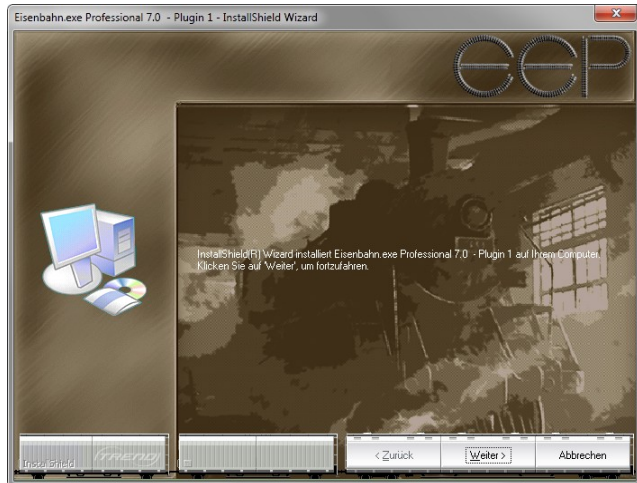 Eisenbahn.exe Professional 7.0 - Plugin 1 - InstallShield Wizard
EEP
InstallShield(R) Wizard installiert Eisenbahn.exe Professional 7.0 - Plugin 1 auf Ihrem Computer.
Klicken Sie auf 'Weiter', um fortzufahren.
InstallShield
TREND
< Zurück
Weiter >
Abbrechen